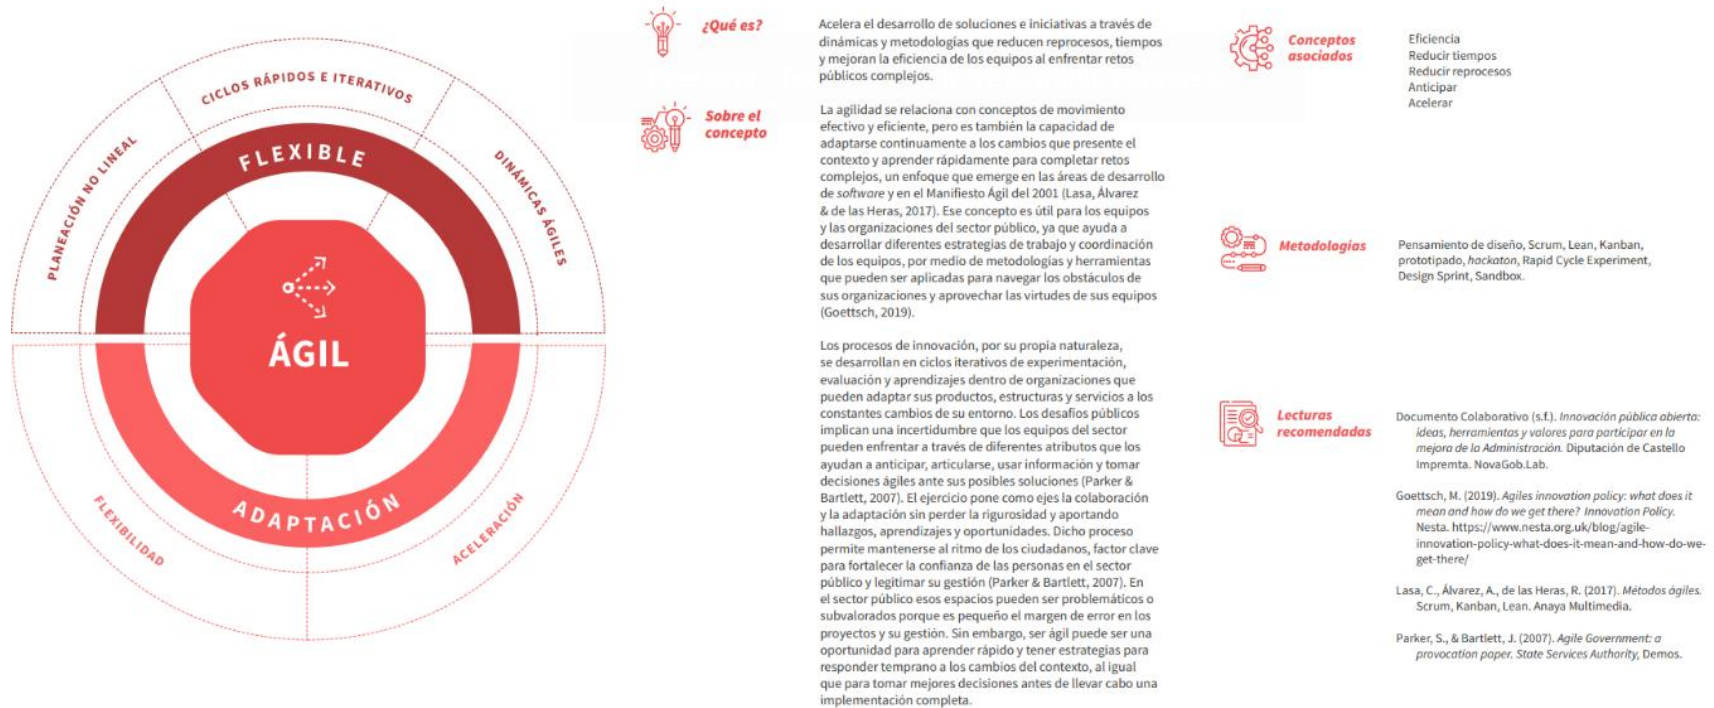 PLANEACIÓN NO LINEAL
CICLOS RÁPIDOS E ITERATIVOS
DINÁMICAS ÁGILES
FLEXIBLE
ÁGIL
ADAPTACIÓN
FLEXIBILIDAD
ACELERACIÓN
¿Qué es?
Acelera el desarrollo de soluciones e iniciativas a través de
dinámicas y metodologías que reducen reprocesos, tiempos
y mejoran la eficiencia de los equipos al enfrentar retos
públicos complejos.
Sobre el
concepto
La agilidad se relaciona con conceptos de movimiento
efectivo y eficiente, pero es también la capacidad de
adaptarse continuamente a los cambios que presente el
contexto y aprender rápidamente para completar retos
complejos, un enfoque que emerge en las áreas de desarrollo
de software y en el Manifiesto Ágil del 2001 (Lasa, Álvarez
& de las Heras, 2017). Ese concepto es útil para los equipos
y las organizaciones del sector público, ya que ayuda a
desarrollar diferentes estrategias de trabajo y coordinación
de los equipos, por medio de metodologías y herramientas
que pueden ser aplicadas para navegar los obstáculos de
sus organizaciones y aprovechar las virtudes de sus equipos
(Goettsch, 2019).
Los procesos de innovación, por su propia naturaleza,
se desarrollan en ciclos iterativos de experimentación,
evaluación y aprendizajes dentro de organizaciones que
pueden adaptar sus productos, estructuras y servicios a los
constantes cambios de su entorno. Los desafíos públicos
implican una incertidumbre que los equipos del sector
pueden enfrentar a través de diferentes atributos que los
ayudan a anticipar, articularse, usar información y tomar
decisiones ágiles ante sus posibles soluciones (Parker &
Bartlett, 2007). El ejercicio pone como ejes la colaboración
y la adaptación sin perder la rigurosidad y aportando
hallazgos, aprendizajes y oportunidades. Dicho proceso
permite mantenerse al ritmo de los ciudadanos, factor clave
para fortalecer la confianza de las personas en el sector
público y legitimar su gestión (Parker & Bartlett, 2007). En
el sector público esos espacios pueden ser problemáticos o
subvalorados porque es pequeño el margen de error en los
proyectos y su gestión. Sin embargo, ser ágil puede ser una
oportunidad para aprender rápido y tener estrategias para
responder temprano a los cambios del contexto, al igual
que para tomar mejores decisiones antes de llevar cabo una
implementación completa.
Conceptos
asociados
Eficiencia
Reducir tiempos
Reducir reprocesos
Anticipar
Acelerar
Metodologías
Pensamiento de diseño, Scrum, Lean, Kanban,
prototipado, hackaton, Rapid Cycle Experiment,
Design Sprint, Sandbox.
Lecturas
recomendadas
Documento Colaborativo (s.f.). Innovación pública abierta:
ideas, herramientas y valores para participar en la
mejora de la Administración. Diputación de Castello
Impremta. NovaGob.Lab.
Goettsch, M. (2019). Agiles innovation policy: what does it
mean and how do we get there? Innovation Policy.
Nesta. https://www.nesta.org.uk/blog/agile-
innovation-policy-what-does-it-mean-and-how-do-we-
get-there/
Lasa, C., Álvarez, A., de las Heras, R. (2017). Métodos ágiles.
Scrum, Kanban, Lean. Anaya Multimedia.
Parker, S., & Bartlett, J. (2007). Agile Government: a
provocation paper. State Services Authority, Demos.